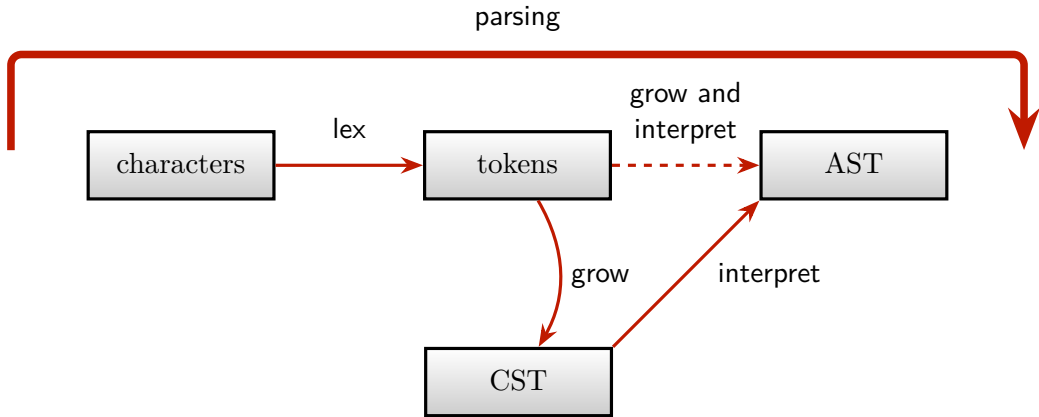 parsing
grow and
interpret
lex
characters
tokens
AST
grow
interpret
CST